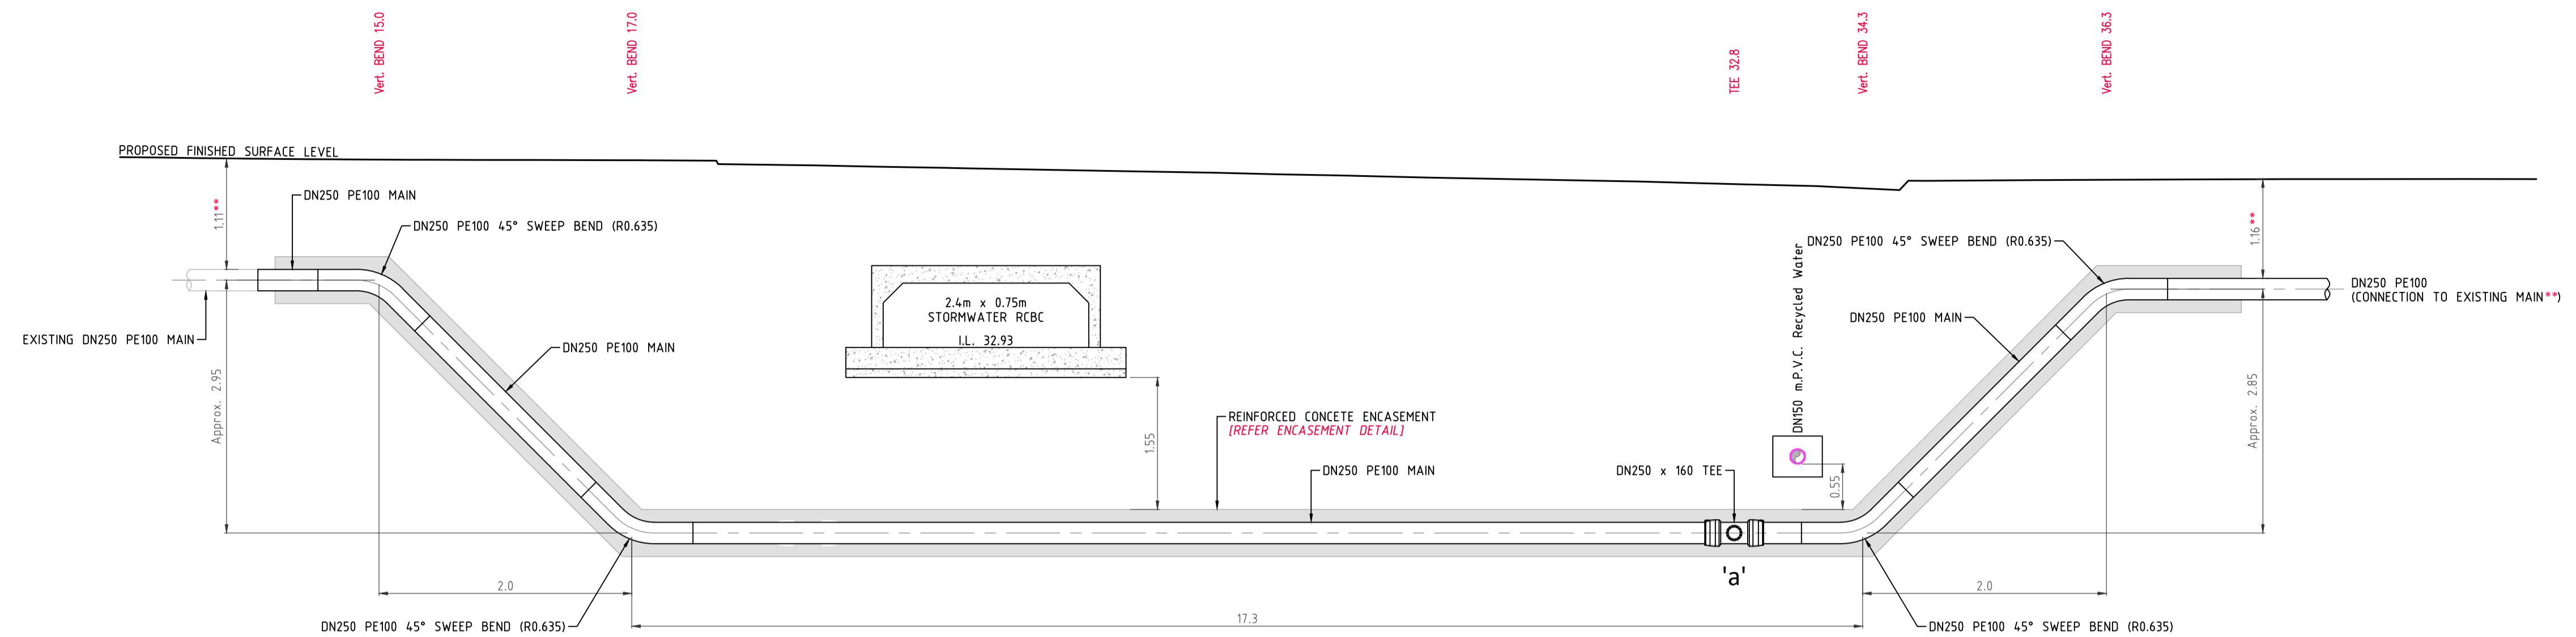 Vert. BEND 15.0
Vert. BEND 17.0
TEE 32.8
Vert. BEND 34.3
Vert. BEND 36.3
PROPOSED FINISHED SURFACE LEVEL
1.11**
DN250 PE100 MAIN
DN250 PE100 45° SWEEP BEND (R0.635)
EXISTING DN250 PE100 MAIN
Approx. 2.95
DN250 PE100 MAIN
2.4m x 0.75m
STORMWATER RCBC
I.L. 32.93
1.55
REINFORCED CONCETE ENCASEMENT
[REFER ENCASEMENT DETAIL]
DN250 PE100 MAIN
DN250 x 160 TEE
DN150 m.P.V.C. Recycled Water
0.55
DN250 PE100 45° SWEEP BEND (R0.635)
DN250 PE100 MAIN
1.16**
DN250 PE100
(CONNECTION TO EXISTING MAIN**)
Approx. 2.85
'a'
2.0
2.0
17.3
DN250 PE100 45° SWEEP BEND (R0.635)
DN250 PE100 45° SWEEP BEND (R0.635)